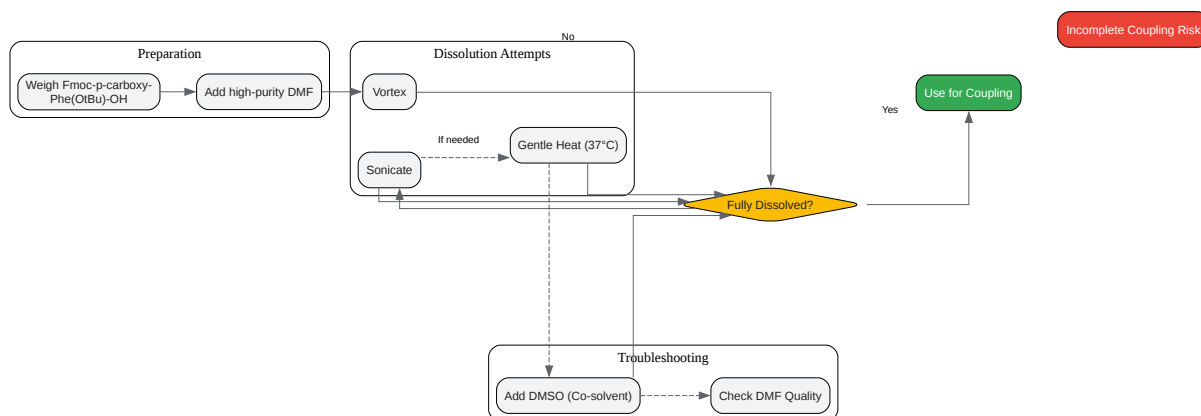 Incomplete Coupling Risk
No
Preparation
Dissolution Attempts
Weigh Fmoc-p-carboxy-
Phe(OtBu)-OH
Add high-purity DMF
Vortex
Use for Coupling
Yes
If needed
Gentle Heat (37°C)
Sonicate
Fully Dissolved?
Troubleshooting
Add DMSO (Co-solvent)
Check DMF Quality